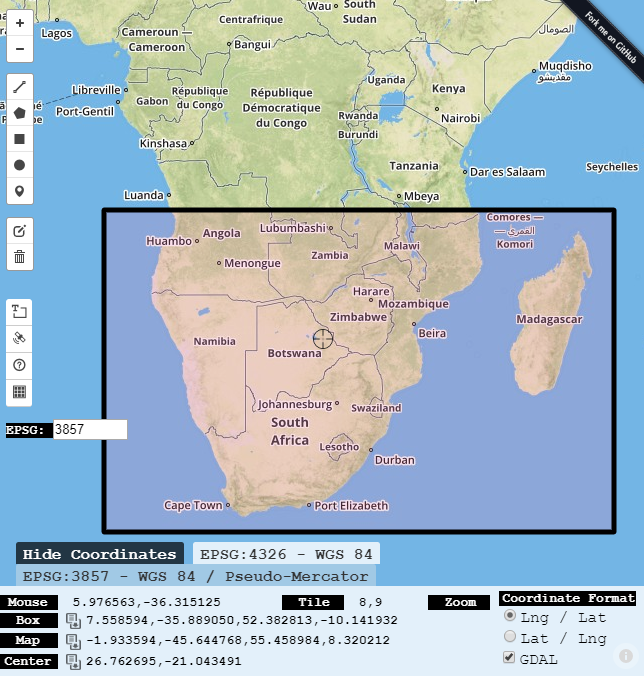 +
−
Wau
South
Sudan
Lagos
Cameroun —
Cameroon
Centrafrique
Bangui
الصومال
Fork me on GitHub
Muqdisho
مقديشو
Uganda
Kenya
Libreville
Gabon
République
du Congo
République
Démocratique
du Congo
Port-Gentil
Rwanda
Burundi
Nairobi
Kinshasa
Tanzania
Dar es Salaam
Seychelles
Luanda
Mbeya
Comores —
— القمري
Komori
Huambo
Angola
Lubumbashi
Zambia
Malawi
Menongue
Harare
Mozambique
Zimbabwe
Madagascar
Namibia
Beira
Botswana
Johannesburg
Swaziland
EPSG: 3857
South
Africa
Lesotho
Durban
Cape Town
Port Elizabeth
Hide Coordinates EPSG:4326 - WGS 84
EPSG:3857 - WGS 84 / Pseudo-Mercator
Mouse 5.976563,-36.315125 Tile 8,9 Zoom
Box 7.558594,-35.889050,52.382813,-10.141932
Map -1.933594,-45.644768,55.458984,8.320212
Center 26.762695,-21.043491
Coordinate Format
Lng / Lat
Lat / Lng
GDAL